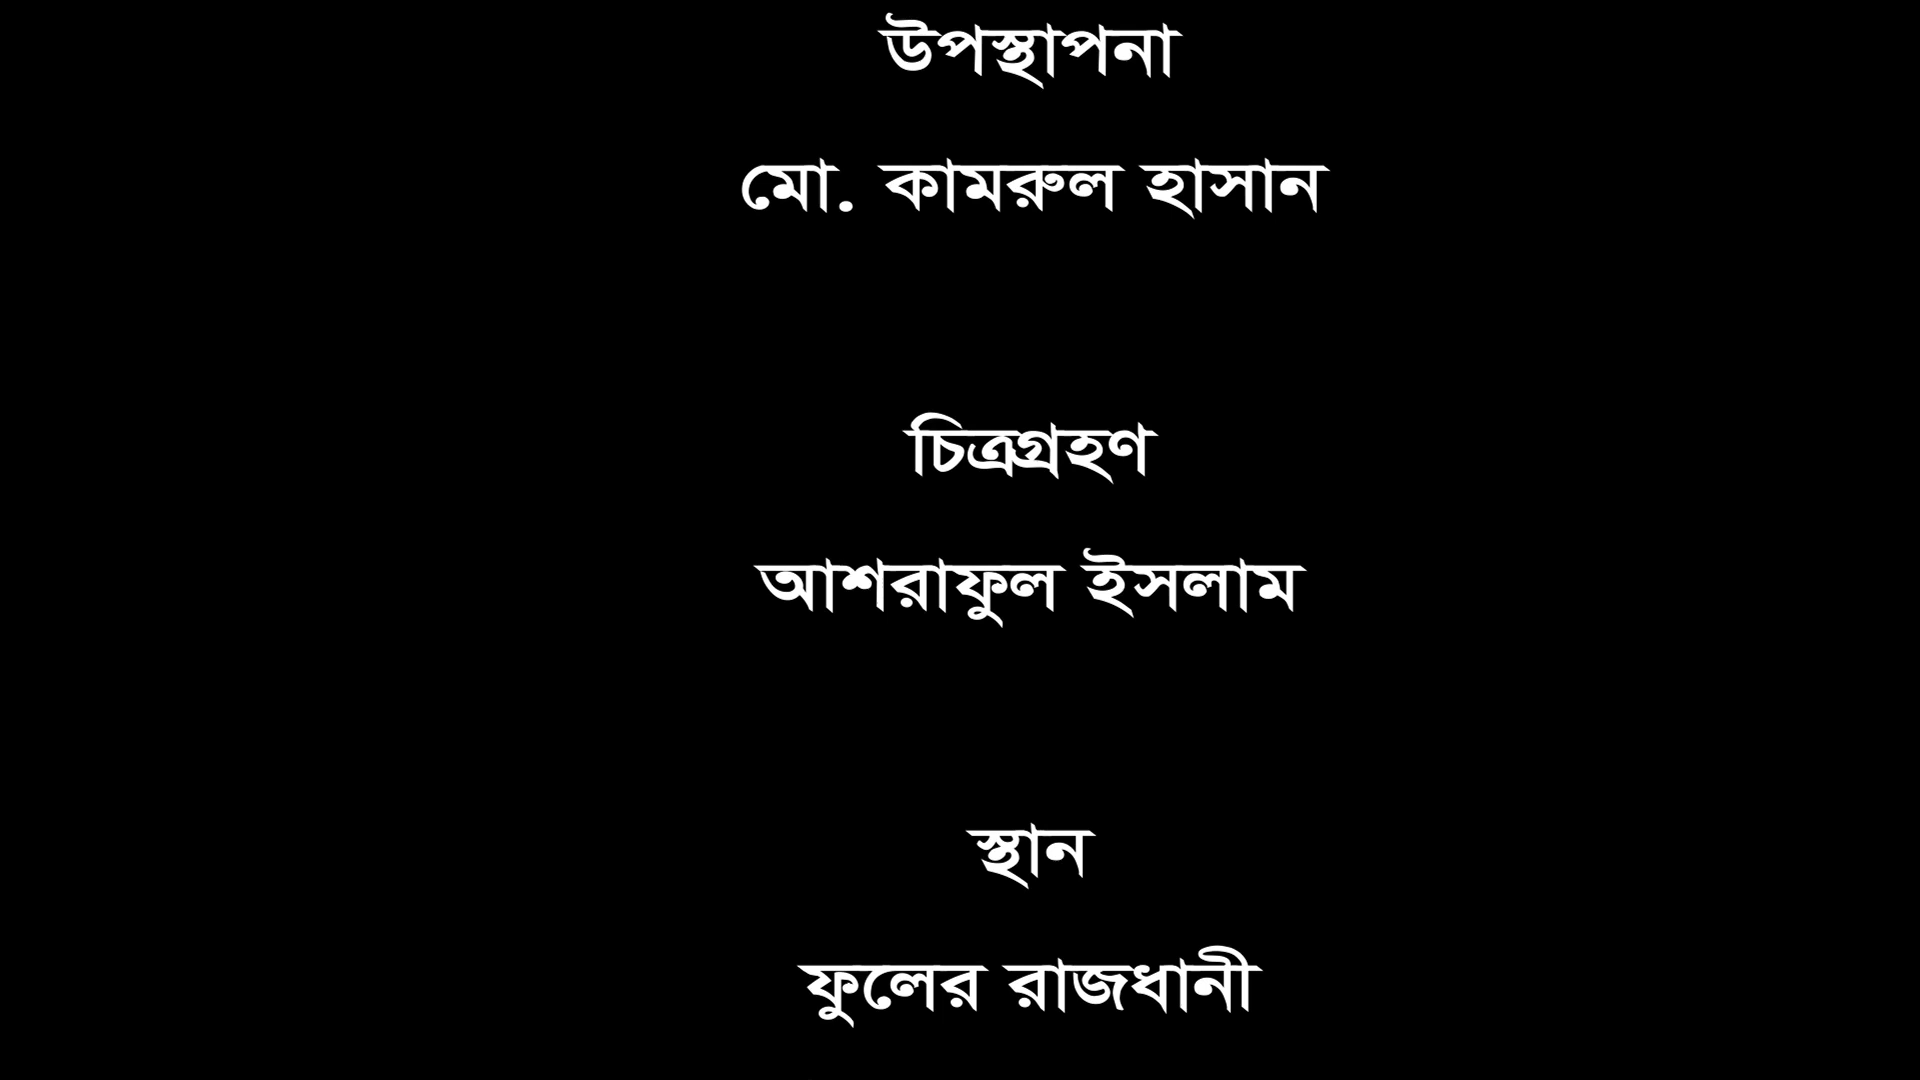 উপস্থাপনা
মো. কামরুল হাসান
চিত্রগ্রহণ
আশরাফুল ইসলাম
স্থান
ফুলের রাজধানী